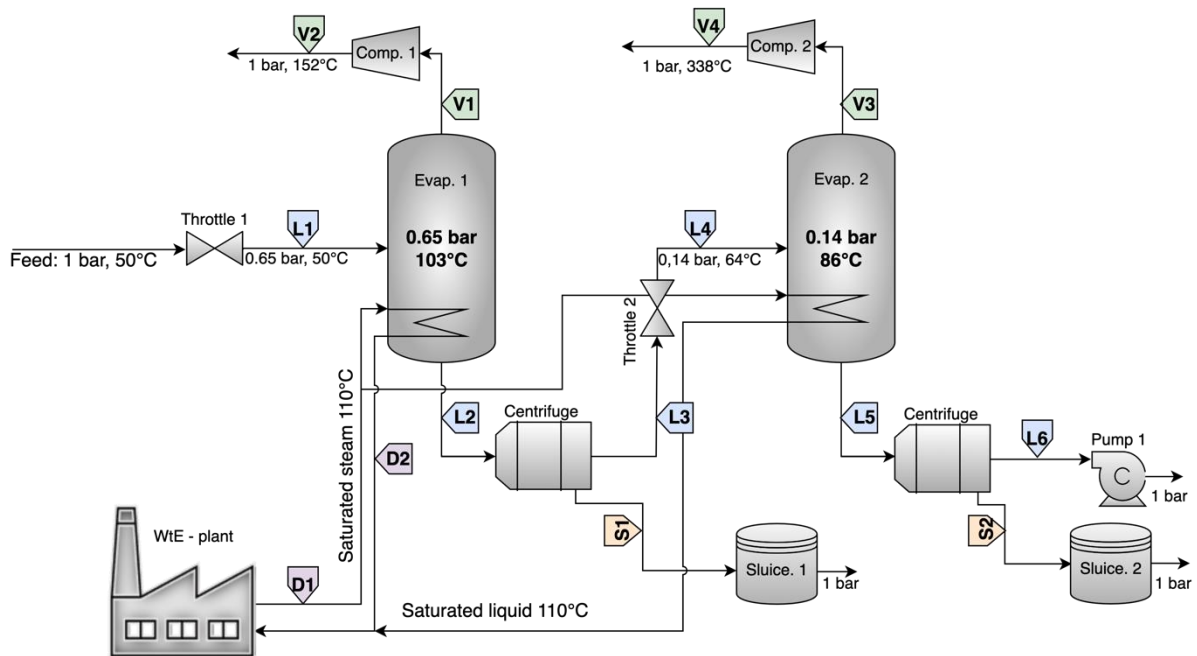 V2
Comp. 1
1 bar, 152°C
V1
V4
Comp. 2
1 bar, 338°C
V3
Evap. 1
0.65 bar
103°C
Throttle 1
L1
Feed: 1 bar, 50°C
0.65 bar, 50°C
Evap. 2
0.14 bar
86°C
L4
0,14 bar, 64°C
Throttle 2
L2
Centrifuge
L3
L5
Centrifuge
L6
Pump 1
C
1 bar
Saturated steam 110°C
D2
S1
Sluice. 1
1 bar
S2
Sluice. 2
1 bar
WtE - plant
D1
Saturated liquid 110°C